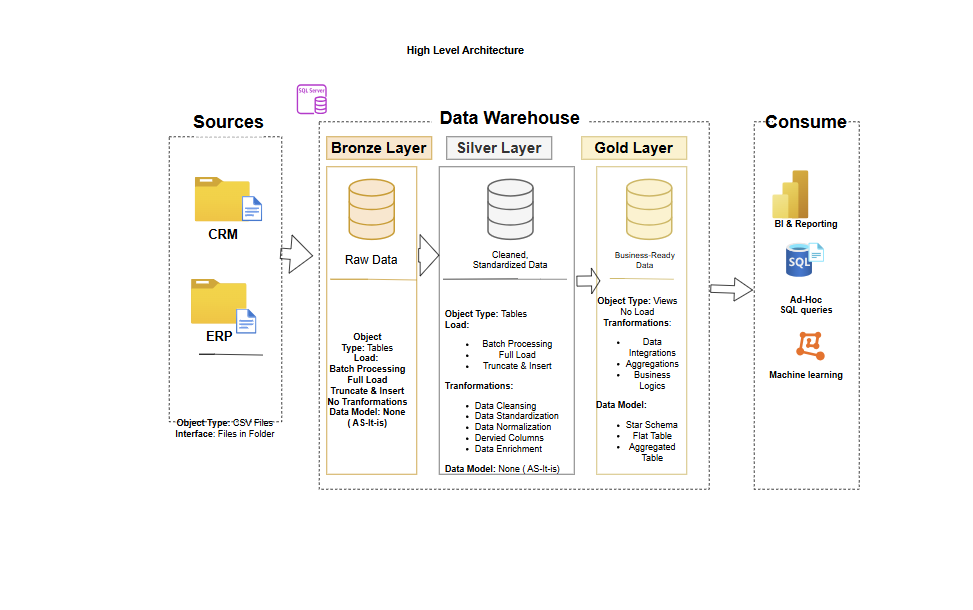 High Level Architecture
SQL Server
Sources
Data Warehouse
Consume
Bronze Layer
Silver Layer
Gold Layer
CRM
ERP
Object Type: CSV Files
Interface: Files in Folder
Raw Data
Object
Type: Tables
Load:
Batch Processing
Full Load
Truncate & Insert
No Tranformations
Data Model: None
( AS-It-is)
Cleaned,
Standardized Data
Object Type: Tables
Load:
• Batch Processing
• Full Load
• Truncate & Insert
Tranformations:
• Data Cleansing
• Data Standardization
• Data Normalization
• Dervied Columns
• Data Enrichment
Data Model: None ( AS-It-is)
Business-Ready
Data
Object Type: Views
No Load
Tranformations:
• Data
Integrations
• Aggregations
• Business
Logics
Data Model:
• Star Schema
• Flat Table
• Aggregated
Table
BI & Reporting
SQL
Ad-Hoc
SQL queries
Machine learning